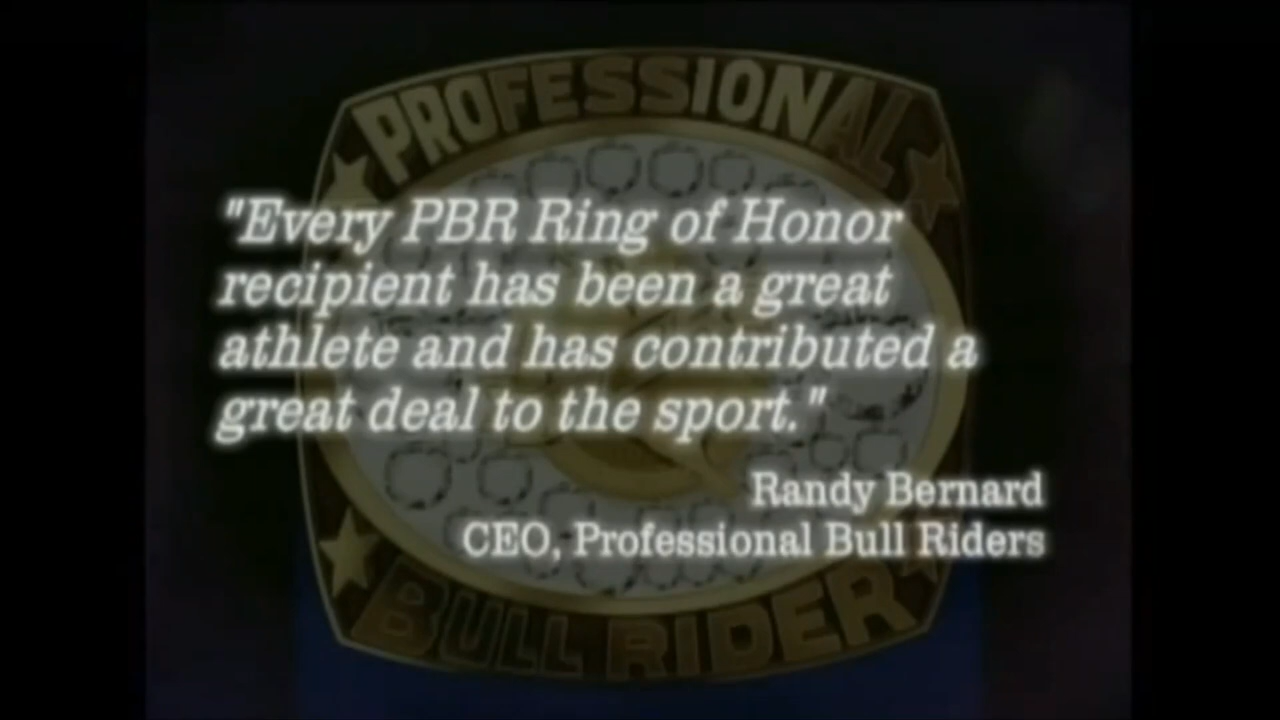 PROFESSIONAL
"Every PBR Ring of Honor
recipient has been a great
athlete and has contributed a
great deal to the sport."
Randy Bernard
CEO, Professional Bull Riders
BULL RIDER